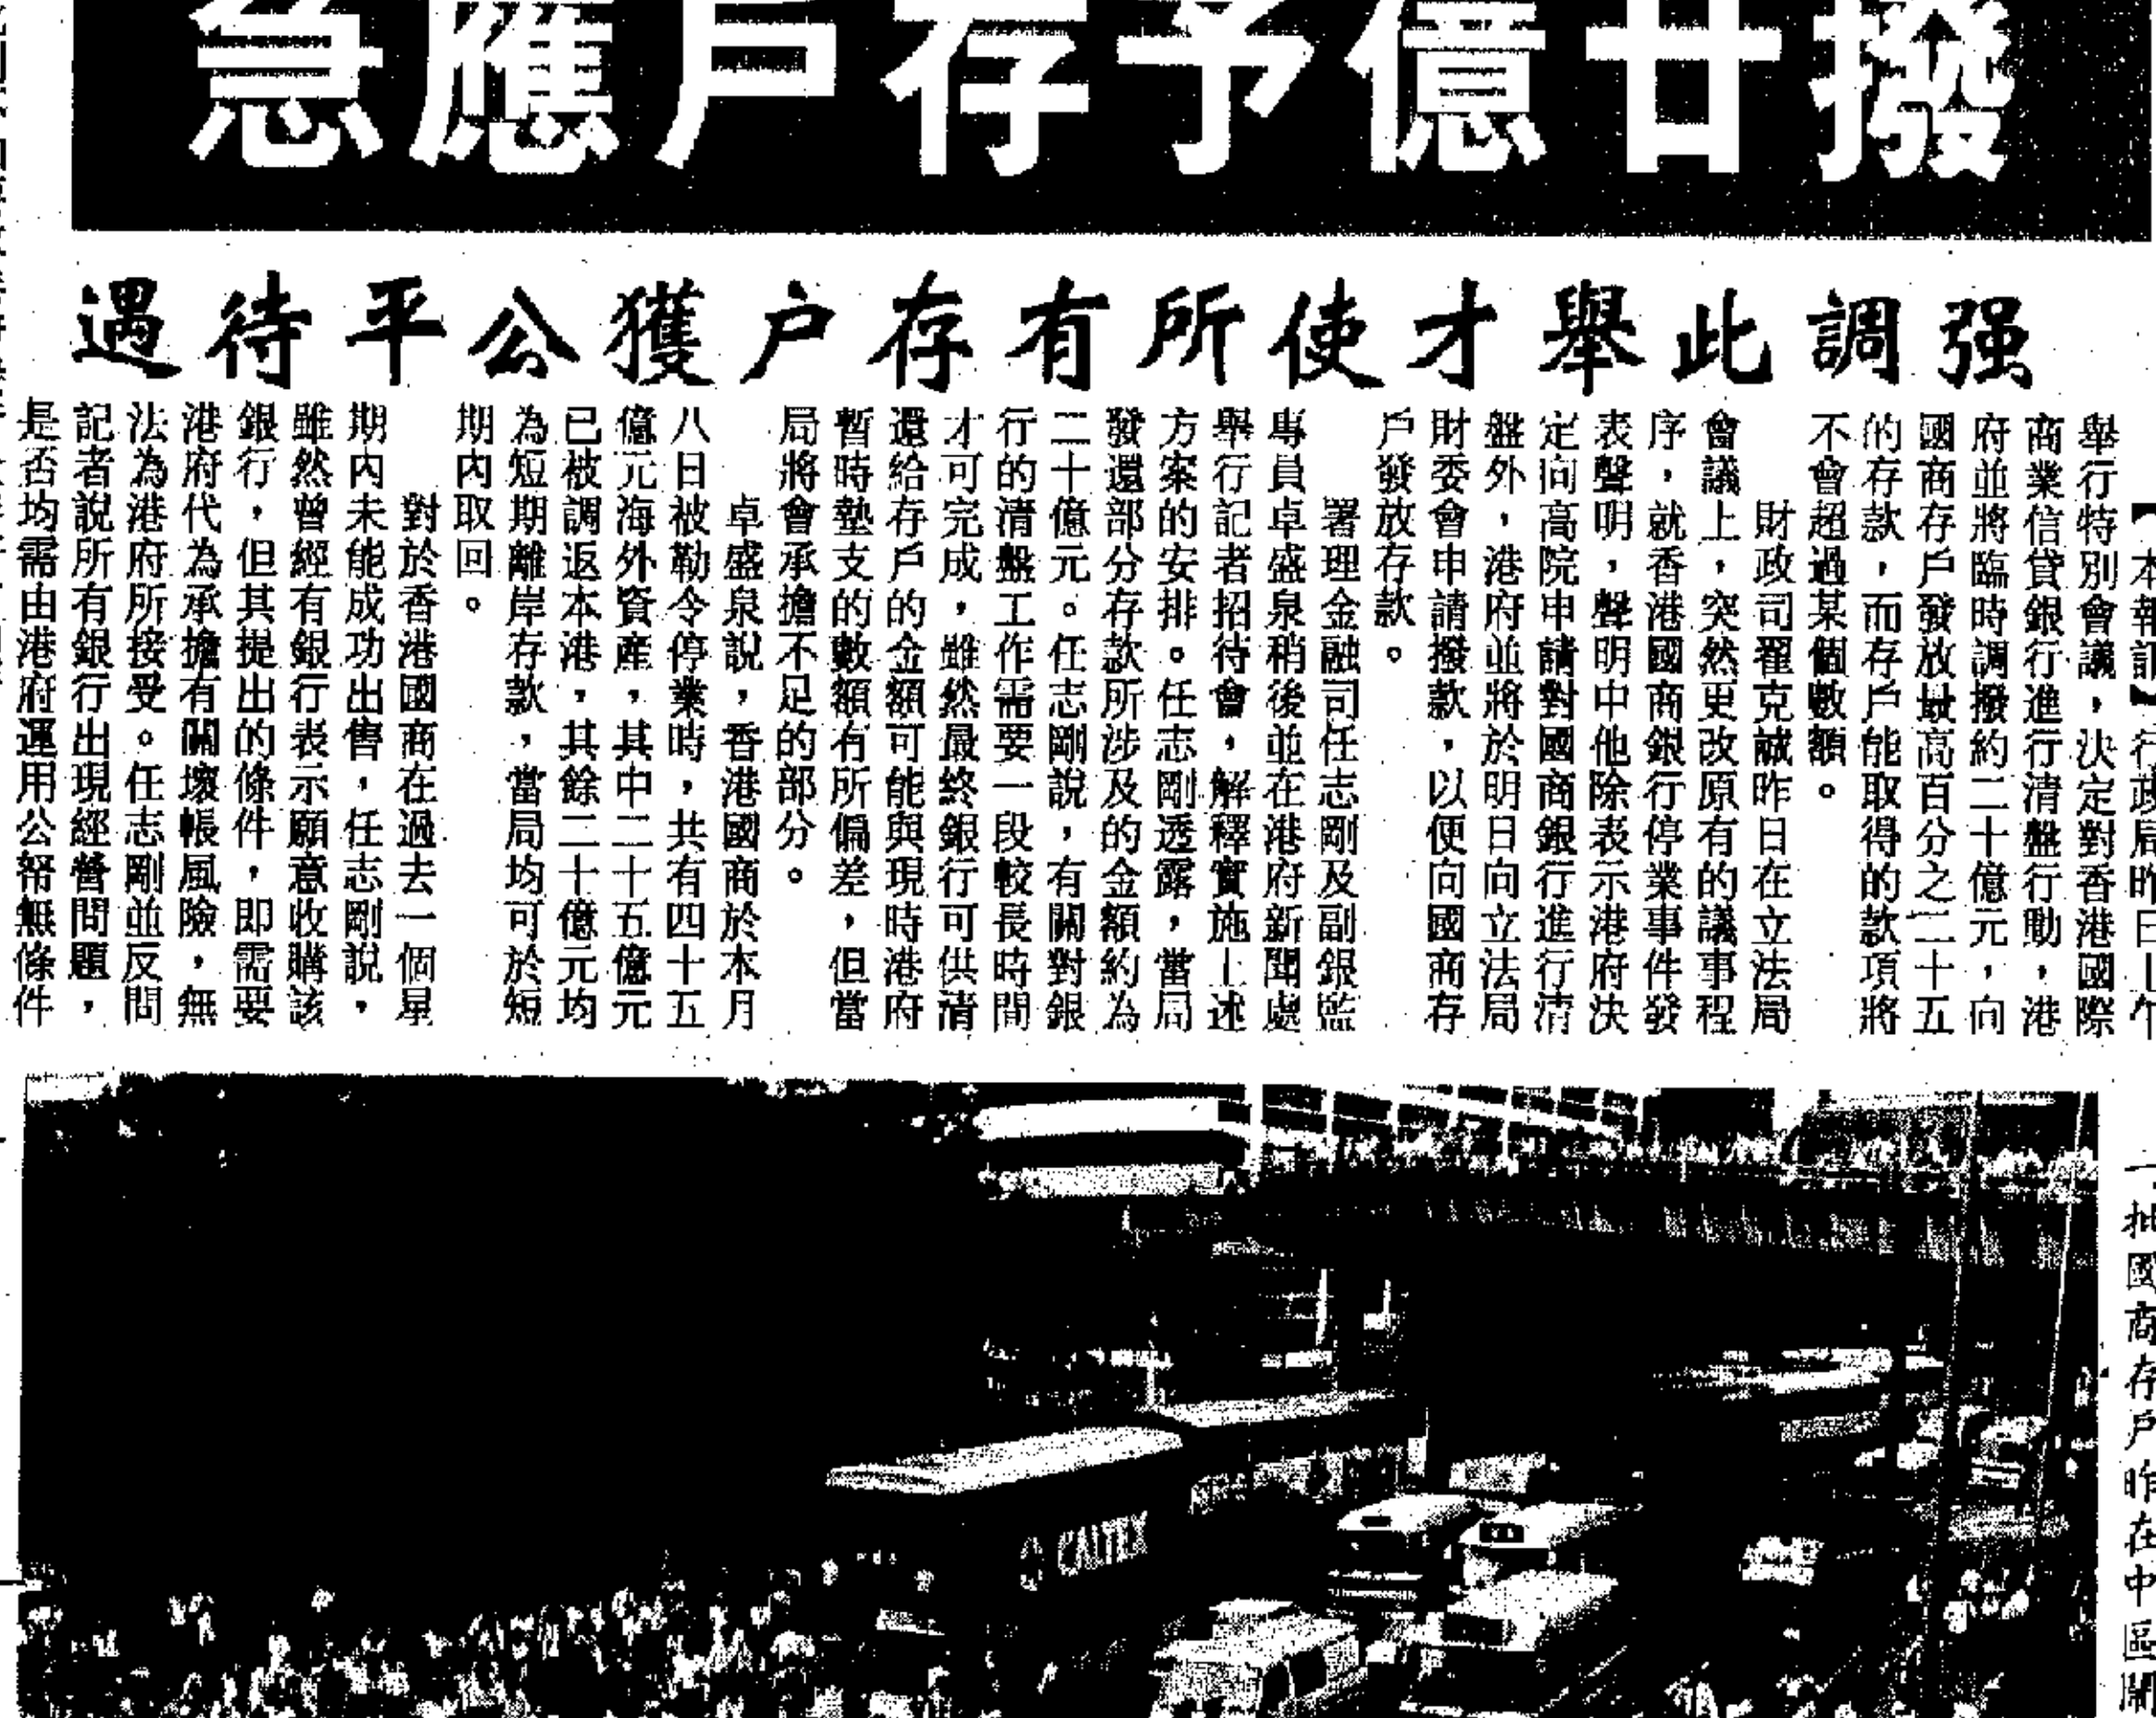 撥廿億予存戶應急
强調此舉才使所有存户獲公平待遇
【本報訊】行政局昨日上午
舉行特別會議，決定對香港國際
商業信貸銀行進行清盤行動，港
府並將臨時調撥約二十億元，向
國商存戶發放最高百分之二十五
的存款，而存戶能取得的款項將
不會超過某個數額。
財政司翟克誠昨日在立法局
會議上，突然更改原有的議事程
序，就香港國商銀行停業事件發
表聲明，聲明中他除表示港府決
定向高院申請對國商銀行進行清
盤外，港府並將於明日向立法局
財委會申請撥款，以便向國商存
戶發放存款。
署理金融司任志剛及副銀監
專員卓盛泉稍後並在港府新聞處
舉行記者招待會，解釋實施上述
方案的安排。任志剛透露，當局
發還部分存款所涉及的金額約為
二十億元。任志剛說，有關對銀
行的清盤工作需要一段較長時間
才可完成，雖然最終銀行可供清
還給存戶的金額可能與現時港府
暫時墊支的數額有所偏差，但當
局將會承擔不足的部分。
卓盛泉說，香港國商於本月
八日被勒令停業時，共有四十五
億元海外資產，其中二十五億元
已被調返本港，其餘二十億元均
為短期離岸存款，當局均可於短
期內取回。
對於香港國商在過去一個星
期內未能成功出售，任志剛說，
雖然曾經有銀行表示願意收購該
銀行，但其提出的條件，即需要
港府代為承擔有關壞帳風險，無
法為港府所接受。任志剛並反問
記者說所有銀行出現經營問題，
是否均需由港府運用公帑無條件
一批國商存戶昨在中區鬧
CALTEX